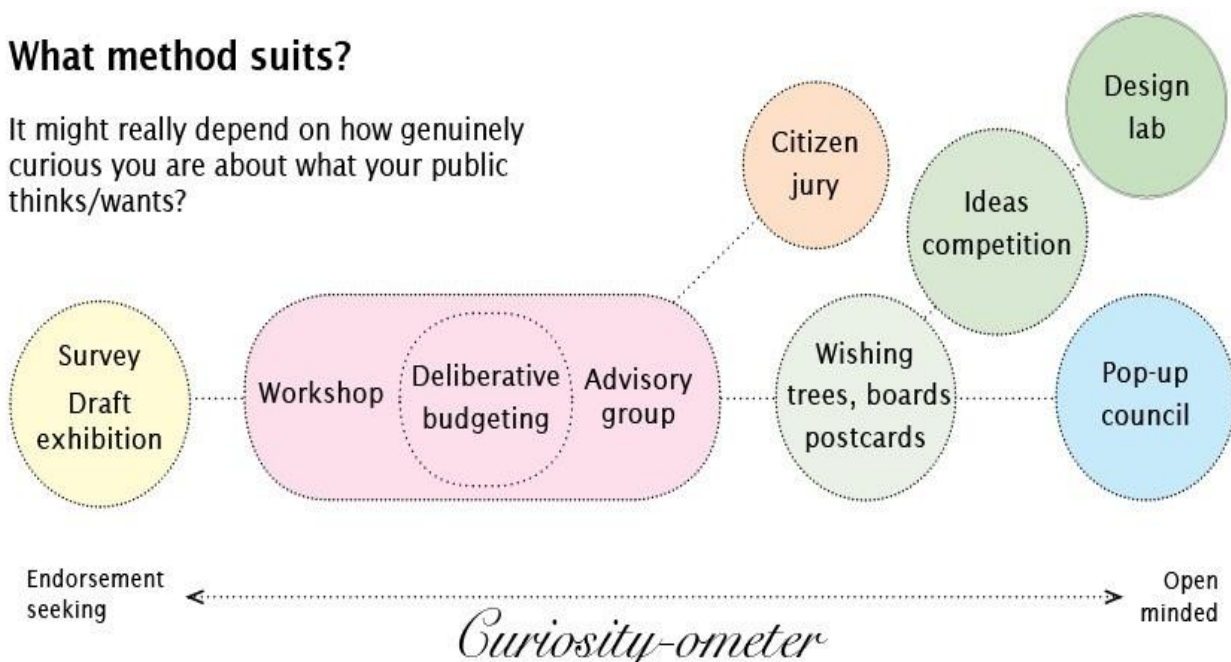 What method suits?
It might really depend on how genuinely
curious you are about what your public
thinks/wants?
Design
lab
Citizen
jury
Ideas
competition
Survey
Draft
exhibition
Workshop
Deliberative
budgeting
Advisory
group
Wishing
trees, boards
postcards
Pop-up
council
Endorsement
seeking
Open
minded
Curiosity-ometer